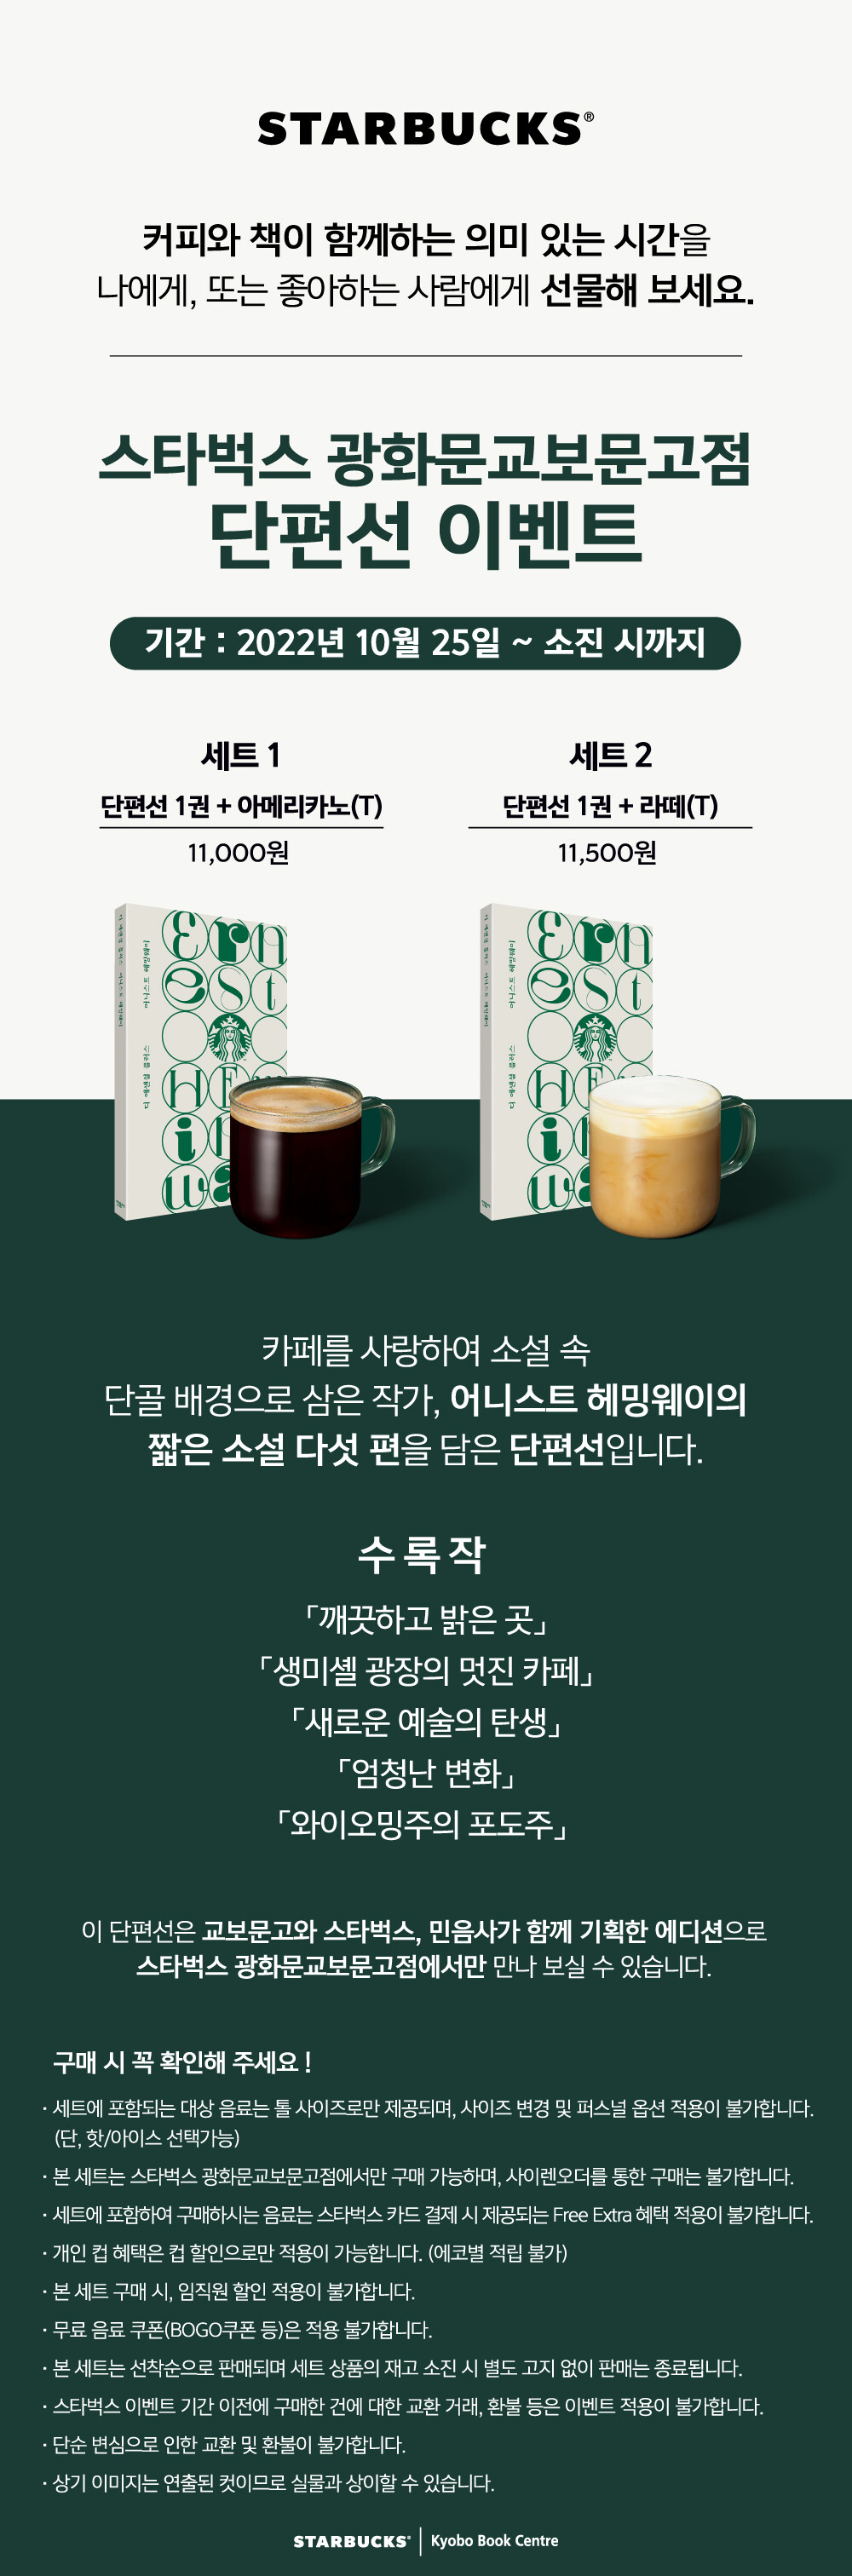 STARBUCKS®
커피와 책이 함께하는 의미 있는 시간을
나에게, 또는 좋아하는 사람에게 선물해 보세요.
스타벅스 광화문교보문고점
단편선 이벤트
기간 : 2022년 10월 25일 ~ 소진 시까지
세트 1
단편선 1권 + 아메리카노(T)
11,000원
세트 2
단편선 1권 + 라떼(T)
11,500원
어니스트 헤밍웨이
Ern
est
어니스트 헤밍웨이
Ern
est
카페를 사랑하여 소설 속
단골 배경으로 삼은 작가, 어니스트 헤밍웨이의
짧은 소설 다섯 편을 담은 단편선입니다.
수록작
「깨끗하고 밝은 곳」
「생미셸 광장의 멋진 카페」
「새로운 예술의 탄생」
「엄청난 변화」
「와이오밍주의 포도주」
이 단편선은 교보문고와 스타벅스, 민음사가 함께 기획한 에디션으로
스타벅스 광화문교보문고점에서만 만나 보실 수 있습니다.
구매 시 꼭 확인해 주세요 !
· 세트에 포함되는 대상 음료는 톨 사이즈로만 제공되며, 사이즈 변경 및 퍼스널 옵션 적용이 불가합니다.
(단, 핫/아이스 선택가능)
· 본 세트는 스타벅스 광화문교보문고점에서만 구매 가능하며, 사이렌오더를 통한 구매는 불가합니다.
· 세트에 포함하여 구매하시는 음료는 스타벅스 카드 결제 시 제공되는 Free Extra 혜택 적용이 불가합니다.
· 개인 컵 혜택은 컵 할인으로만 적용이 가능합니다. (에코별 적립 불가)
· 본 세트 구매 시, 임직원 할인 적용이 불가합니다.
· 무료 음료 쿠폰(BOGO쿠폰 등)은 적용 불가합니다.
· 본 세트는 선착순으로 판매되며 세트 상품의 재고 소진 시 별도 고지 없이 판매는 종료됩니다.
· 스타벅스 이벤트 기간 이전에 구매한 건에 대한 교환 거래, 환불 등은 이벤트 적용이 불가합니다.
· 단순 변심으로 인한 교환 및 환불이 불가합니다.
· 상기 이미지는 연출된 컷이므로 실물과 상이할 수 있습니다.
STARBUCKS® | Kyobo Book Centre